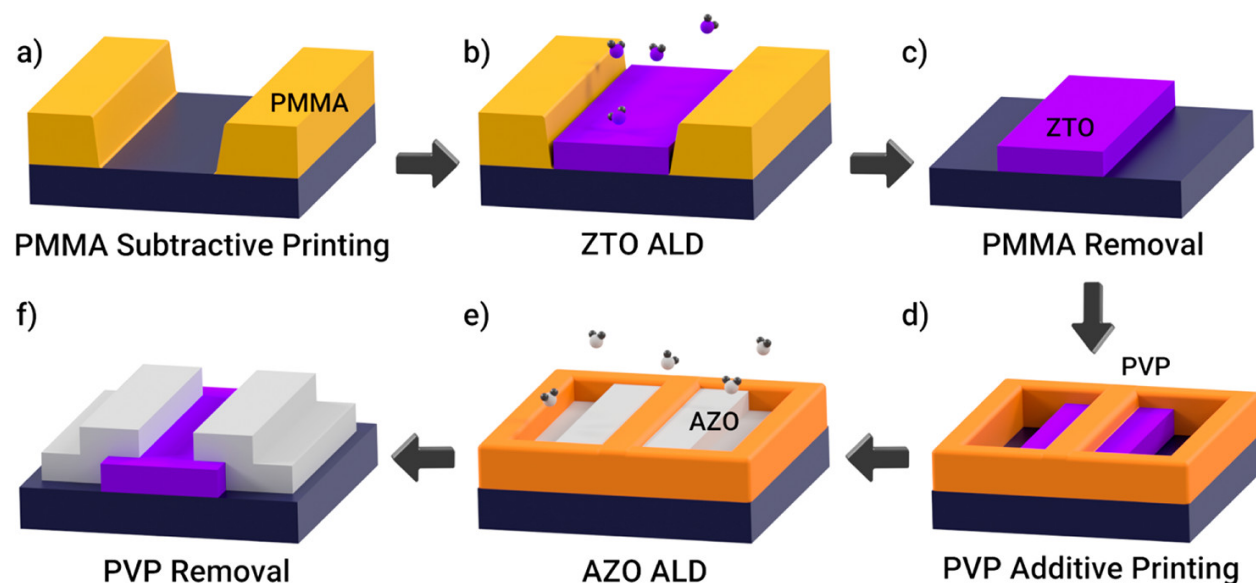 a)
PMMA
PMMA Subtractive Printing
b)
ZTO ALD
c)
ZTO
PMMA Removal
d)
PVP
PVP Additive Printing
e)
AZO
AZO ALD
f)
PVP Removal